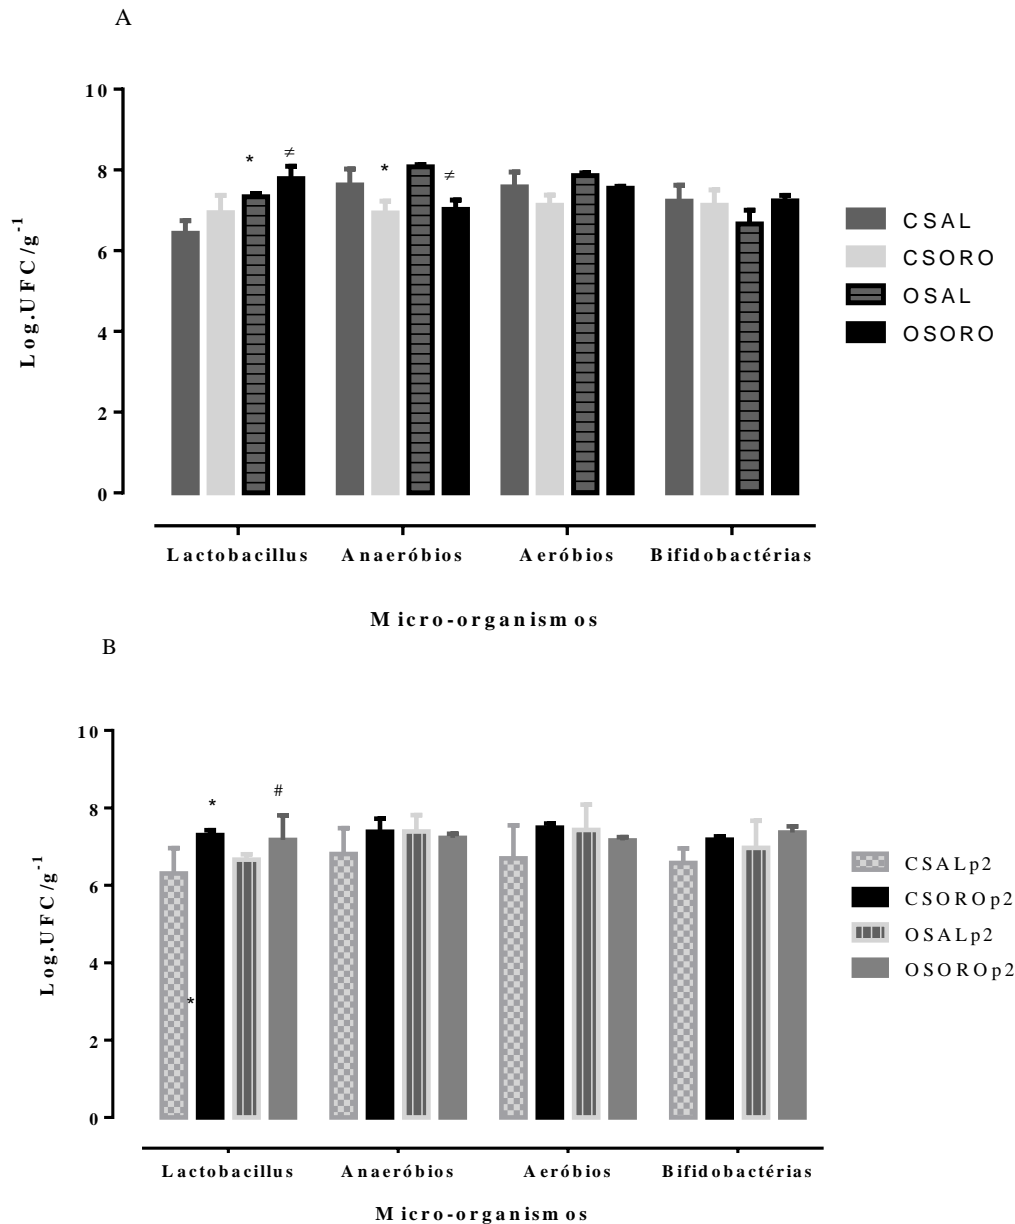 A
10
8
6
4
2
0
Log.UFC/g-1
* ≠ * ≠
Lactobacillus Anaeróbios Aeróbios Bifidobactérias
Micro-organismos
CSAL
CSORO
OSAL
OSORO
B
10
8
6
4
2
0
Log.UFC/g-1
* #
*
Lactobacillus Anaeróbios Aeróbios Bifidobactérias
Micro-organismos
CSALp2
CSOROp2
OSALp2
OSOROp2